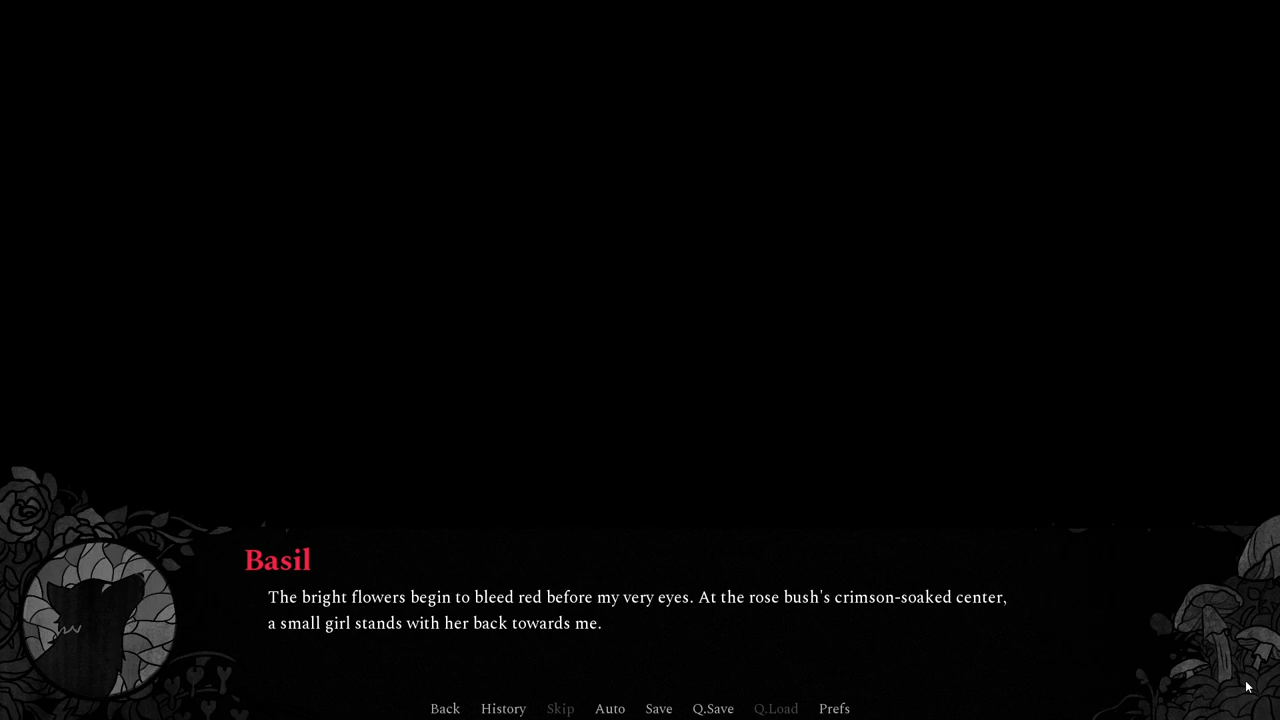 Basil
The bright flowers begin to bleed red before my very eyes. At the rose bush's crimson-soaked center,
a small girl stands with her back towards me.
Back History Skip Auto Save Q.Save Q.Load Prefs